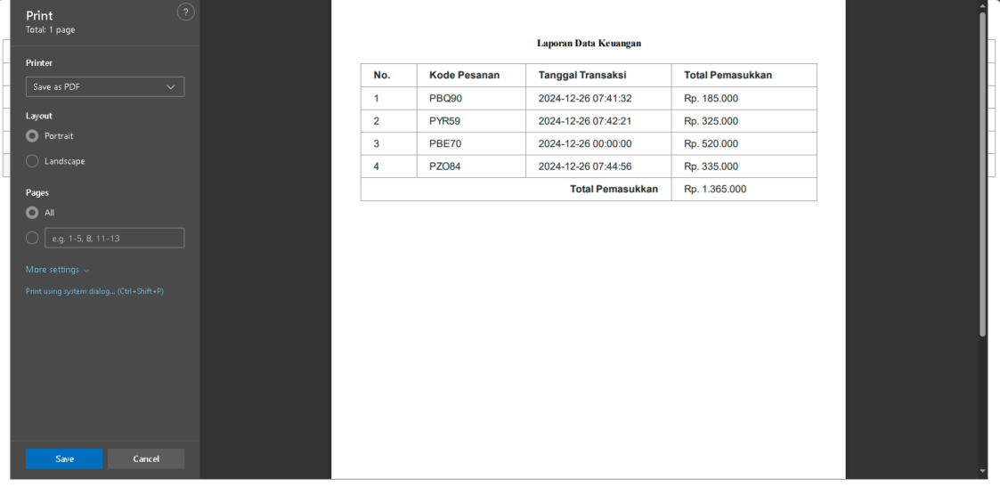 Print
Total: 1 page
?
Printer
Save as PDF
Layout
Portrait
Landscape
Pages
All
e.g. 1-5, 8, 11-13
More settings
Print using system dialog... (Ctrl+Shift+P)
Save Cancel
Laporan Data Keuangan
No. Kode Pesanan Tanggal Transaksi Total Pemasukkan
1 PBQ90 2024-12-26 07:41:32 Rp. 185.000
2 PYR59 2024-12-26 07:42:21 Rp. 325.000
3 PBE70 2024-12-26 00:00:00 Rp. 520.000
4 PZO84 2024-12-26 07:44:56 Rp. 335.000
Total Pemasukkan Rp. 1.365.000